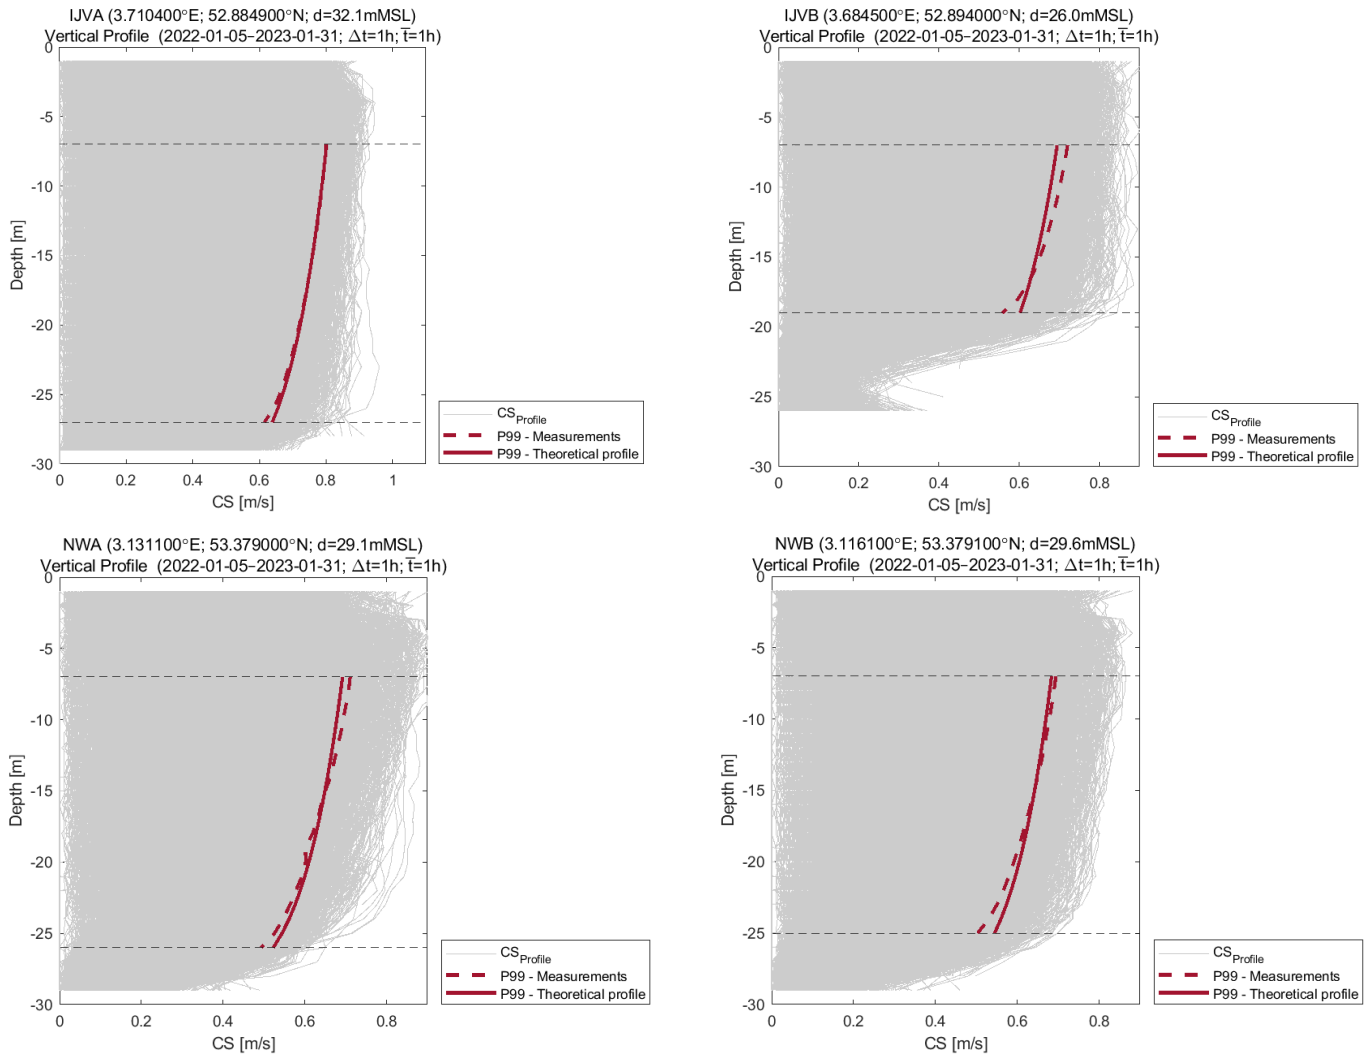 IJVA (3.710400°E; 52.884900°N; d=32.1mMSL)
Vertical Profile (2022-01-05–2023-01-31; Δt=1h; t̅=1h)
0
-5
-10
-15
-20
-25
-30
Depth [m]
0 0.2 0.4 0.6 0.8 1
CS [m/s]
CS_Profile
P99 - Measurements
P99 - Theoretical profile
IJVB (3.684500°E; 52.894000°N; d=26.0mMSL)
Vertical Profile (2022-01-05–2023-01-31; Δt=1h; t̅=1h)
0
-5
-10
-15
-20
-25
-30
Depth [m]
0 0.2 0.4 0.6 0.8
CS [m/s]
CS_Profile
P99 - Measurements
P99 - Theoretical profile
NWA (3.131100°E; 53.379000°N; d=29.1mMSL)
Vertical Profile (2022-01-05–2023-01-31; Δt=1h; t̅=1h)
0
-5
-10
-15
-20
-25
-30
Depth [m]
0 0.2 0.4 0.6 0.8
CS [m/s]
CS_Profile
P99 - Measurements
P99 - Theoretical profile
NWB (3.116100°E; 53.379100°N; d=29.6mMSL)
Vertical Profile (2022-01-05–2023-01-31; Δt=1h; t̅=1h)
0
-5
-10
-15
-20
-25
-30
Depth [m]
0 0.2 0.4 0.6 0.8
CS [m/s]
CS_Profile
P99 - Measurements
P99 - Theoretical profile